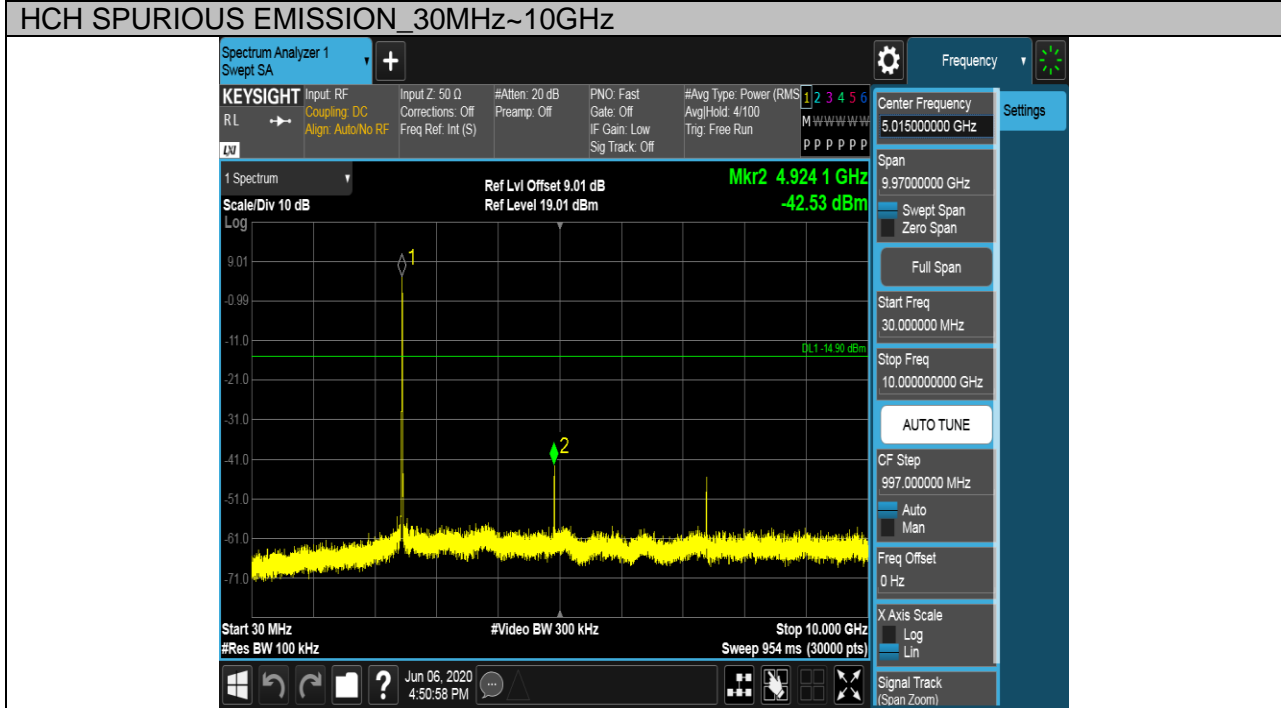 HCH SPURIOUS EMISSION_30MHz~10GHz
Spectrum Analyzer 1
Swept SA
+
Frequency
KEYSIGHT
RL
LXI
Input: RF
Coupling: DC
Align: Auto/No RF
Input Z: 50 Ω
Corrections: Off
Freq Ref: Int (S)
#Atten: 20 dB
Preamp: Off
PNO: Fast
Gate: Off
IF Gain: Low
Sig Track: Off
#Avg Type: Power (RMS
Avg|Hold: 4/100
Trig: Free Run
1 2 3 4 5 6
M W W W W W
P P P P P P
Center Frequency
5.015000000 GHz
Settings
1 Spectrum
Scale/Div 10 dB
Log
Ref Lvl Offset 9.01 dB
Ref Level 19.01 dBm
Mkr2 4.924 1 GHz
-42.53 dBm
Span
9.97000000 GHz
Swept Span
Zero Span
Full Span
Start Freq
30.000000 MHz
Stop Freq
10.000000000 GHz
AUTO TUNE
CF Step
997.000000 MHz
Auto
Man
Freq Offset
0 Hz
X Axis Scale
Log
Lin
Signal Track
(Span Zoom)
1
9.01
-0.99
-11.0
DL1 -14.90 dBm
-21.0
-31.0
2
-41.0
-51.0
-61.0
-71.0
Start 30 MHz
#Video BW 300 kHz
Stop 10.000 GHz
#Res BW 100 kHz
Sweep 954 ms (30000 pts)
?
Jun 06, 2020
4:50:58 PM